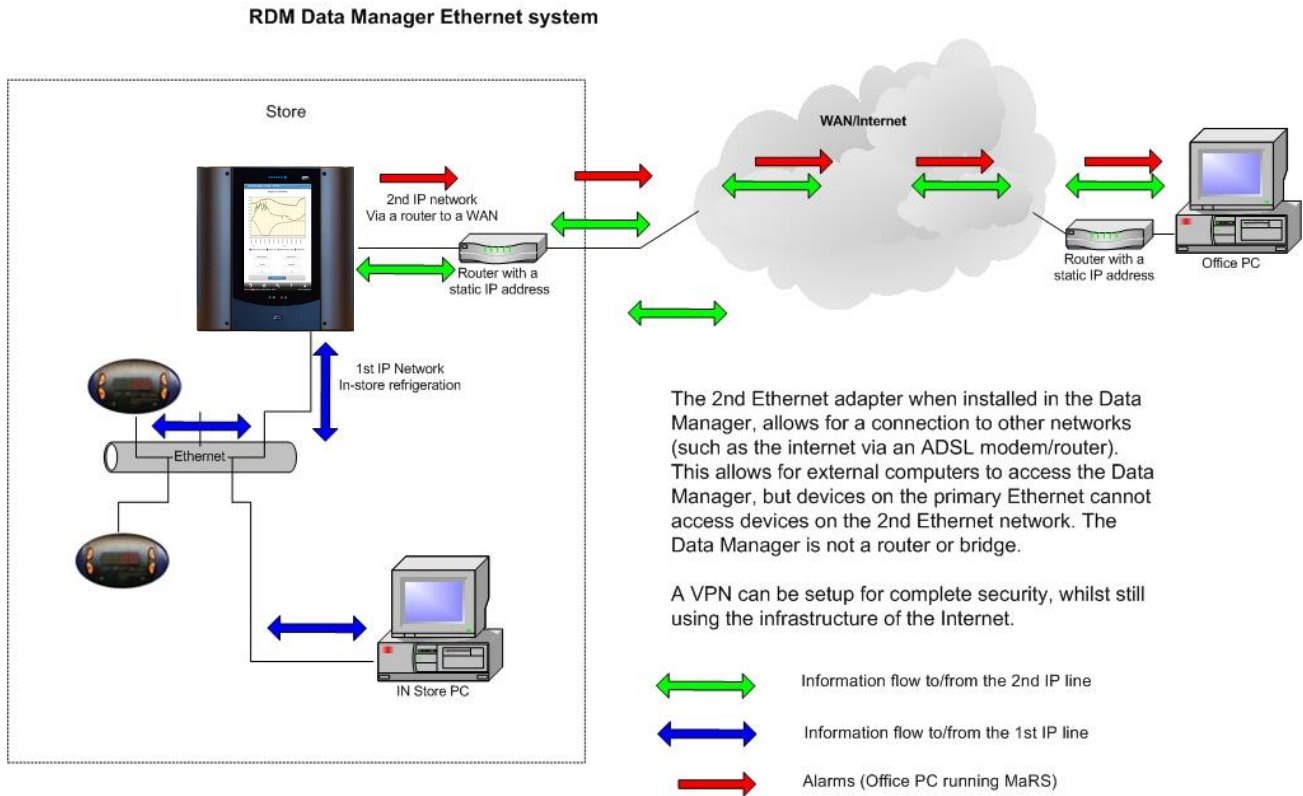 RDM Data Manager Ethernet system
Store
WAN/Internet
2nd IP network
Via a router to a WAN
Router with a
static IP address
Router with a
static IP address
Office PC
1st IP Network
In-store refrigeration
Ethernet
IN Store PC
The 2nd Ethernet adapter when installed in the Data
Manager, allows for a connection to other networks
(such as the internet via an ADSL modem/router).
This allows for external computers to access the Data
Manager, but devices on the primary Ethernet cannot
access devices on the 2nd Ethernet network. The
Data Manager is not a router or bridge.
A VPN can be setup for complete security, whilst still
using the infrastructure of the Internet.
Information flow to/from the 2nd IP line
Information flow to/from the 1st IP line
Alarms (Office PC running MaRS)